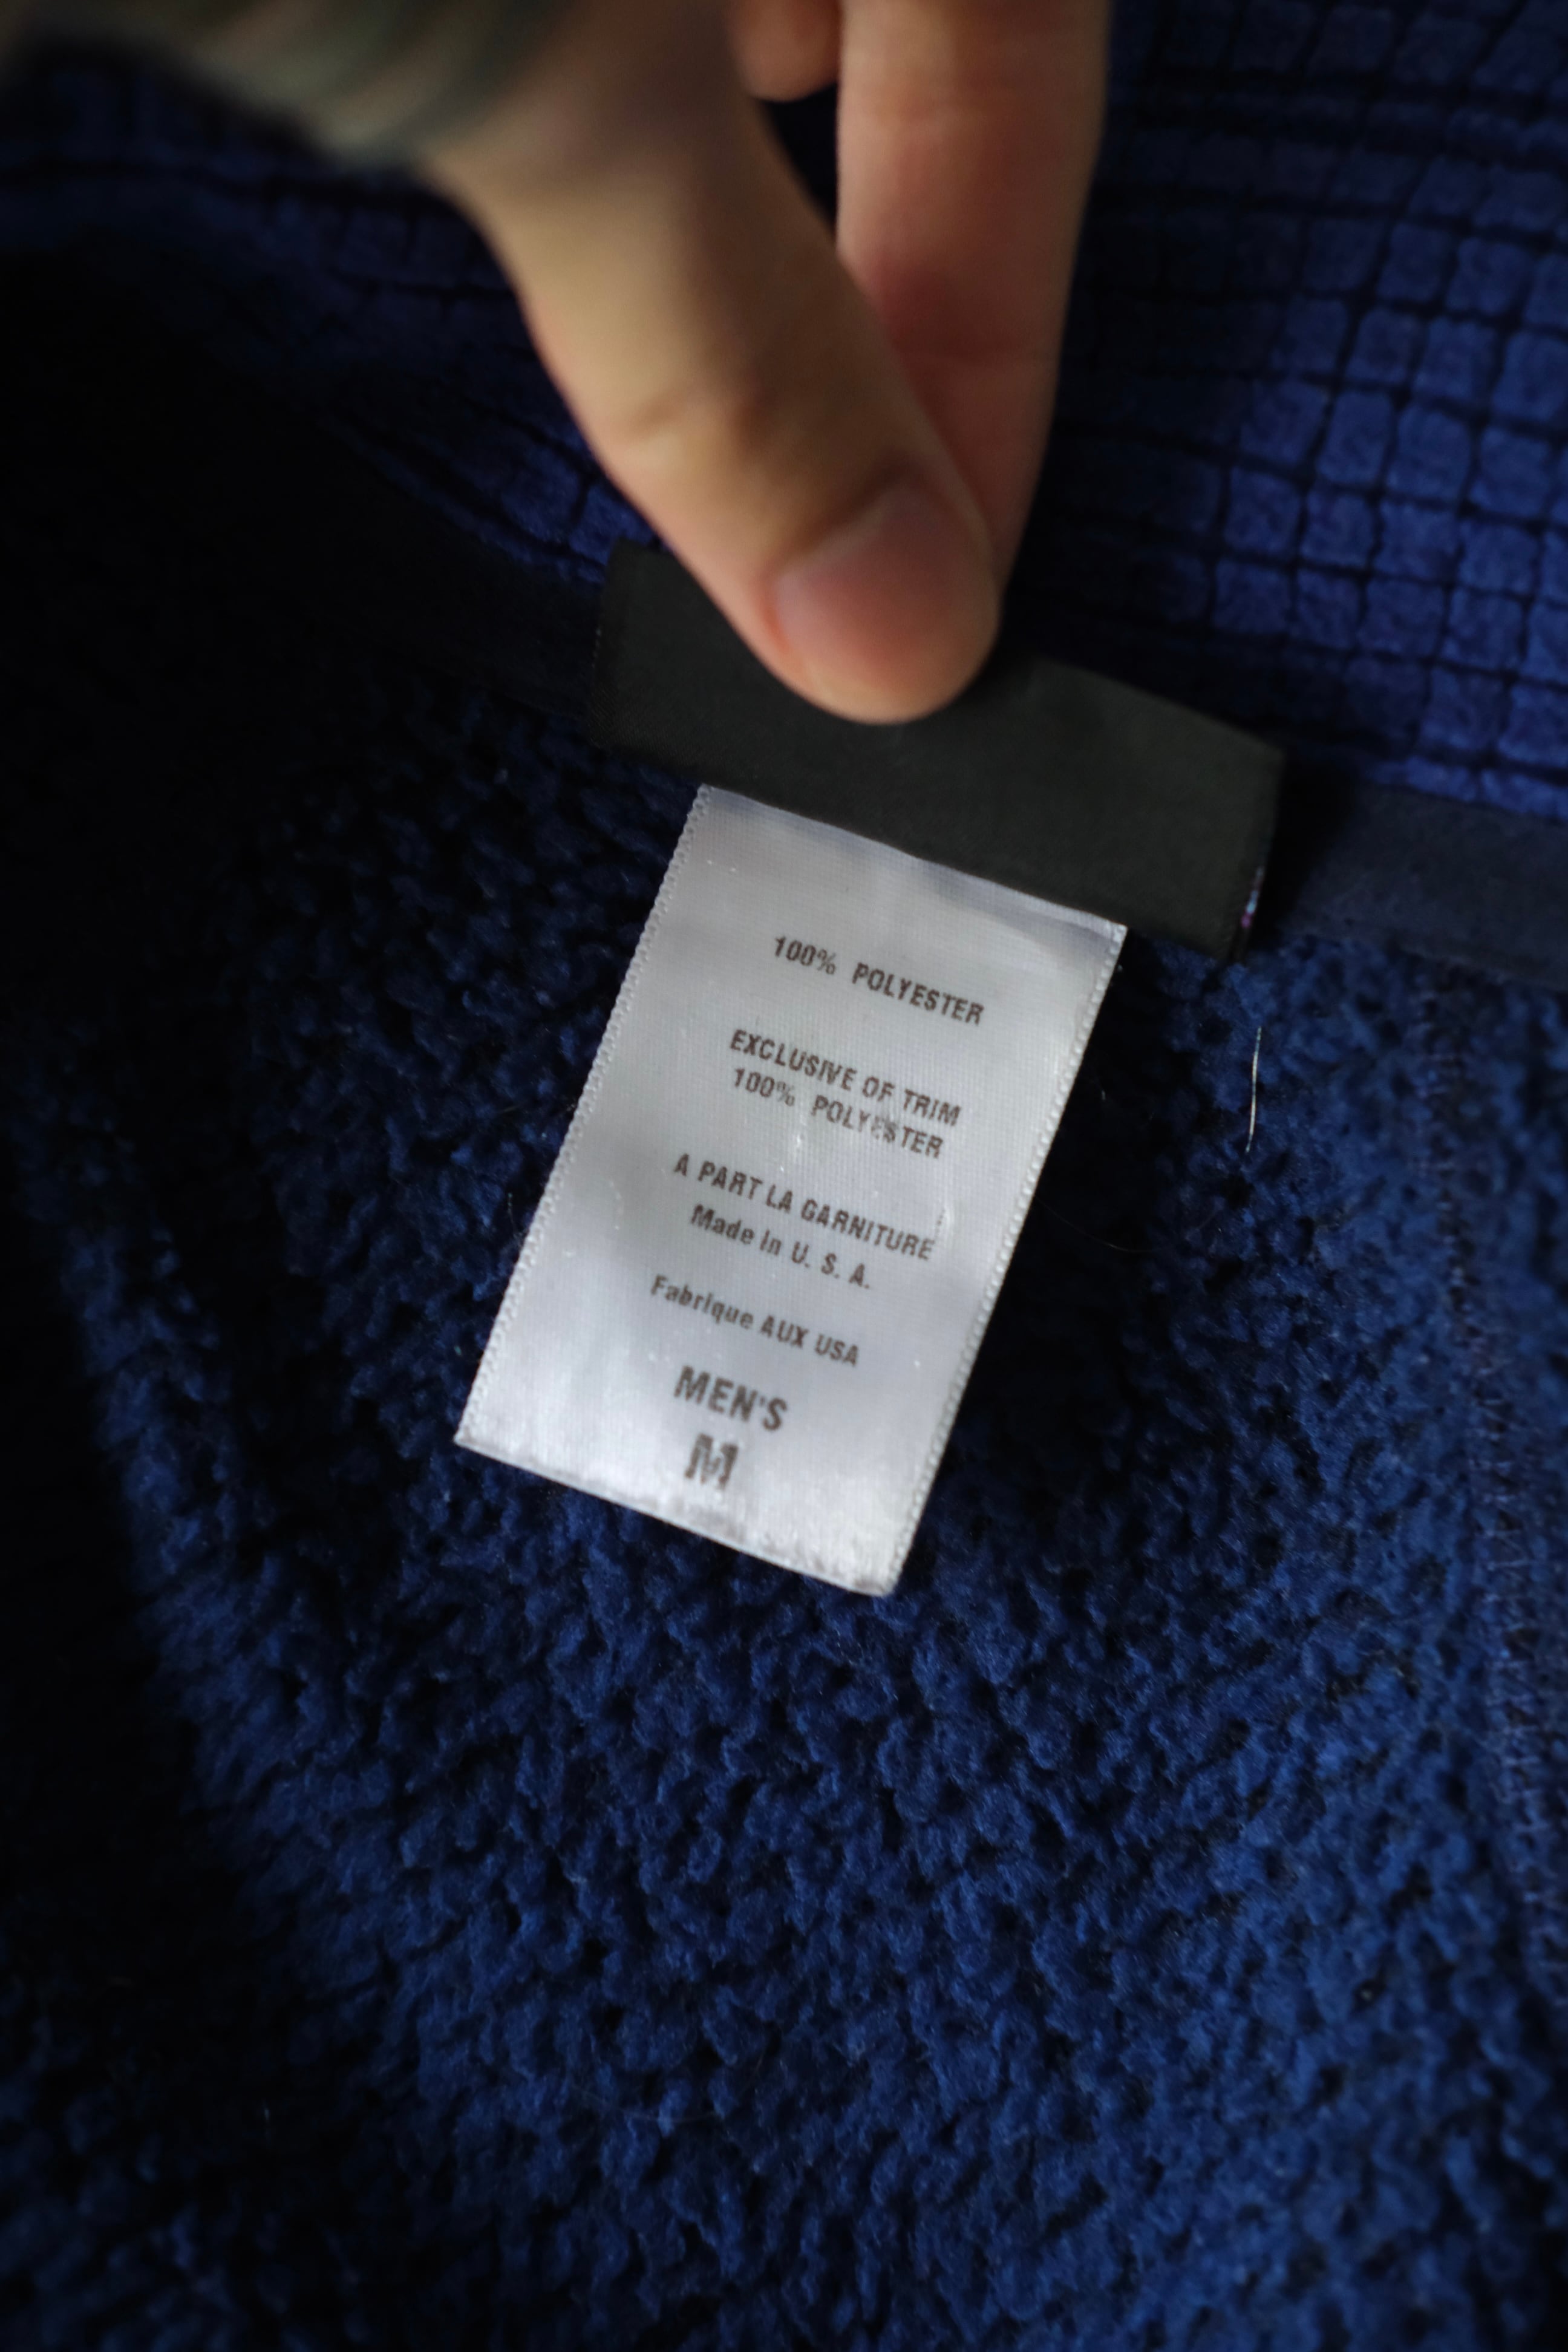 100% POLYESTER
EXCLUSIVE OF TRIM
100% POLYESTER
A PART LA GARNITURE
Made in U. S. A.
Fabrique AUX USA
MEN'S
M